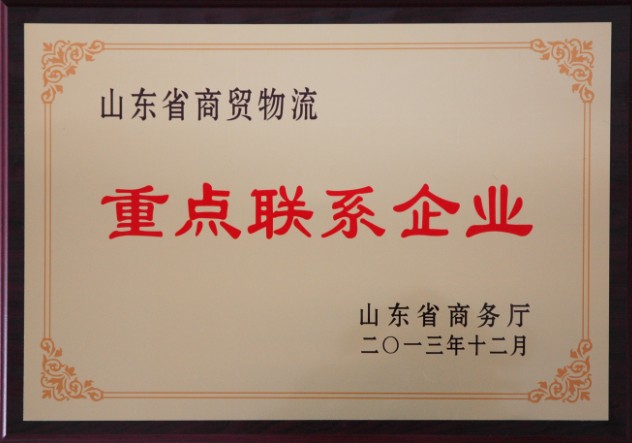 山东省商贸物流
重点联系企业
山东省商务厅
二〇一三年十二月